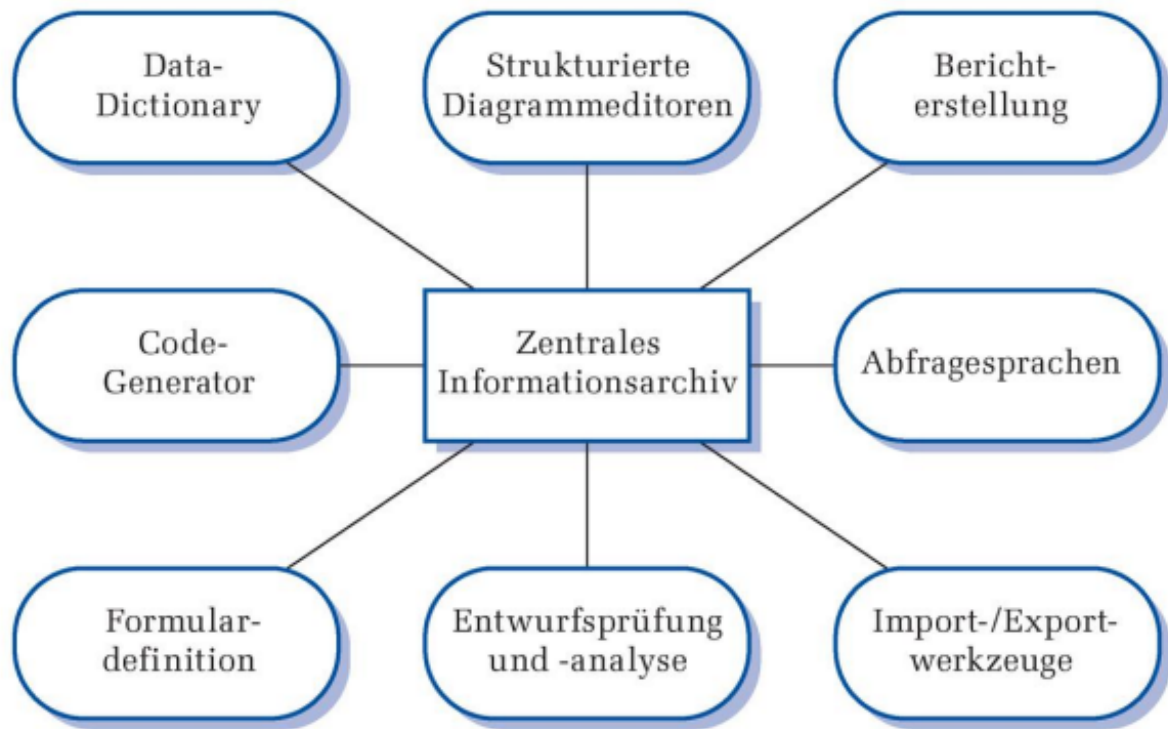 Data-
Dictionary
Strukturierte
Diagrammeditoren
Bericht-
erstellung
Code-
Generator
Zentrales
Informationsarchiv
Abfragesprachen
Formular-
definition
Entwurfsprüfung
und -analyse
Import-/Export-
werkzeuge